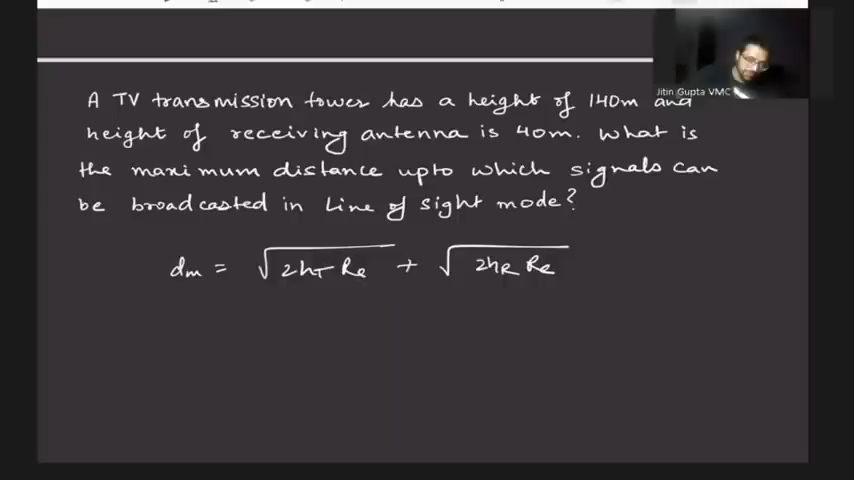 Jitin Gupta VMC
A TV transmission tower has a height of 140m and
height of receiving antenna is 40m. What is
the maximum distance upto which signals can
be broadcasted in Line of sight mode?
dm = √2hT Re + √2hR Re